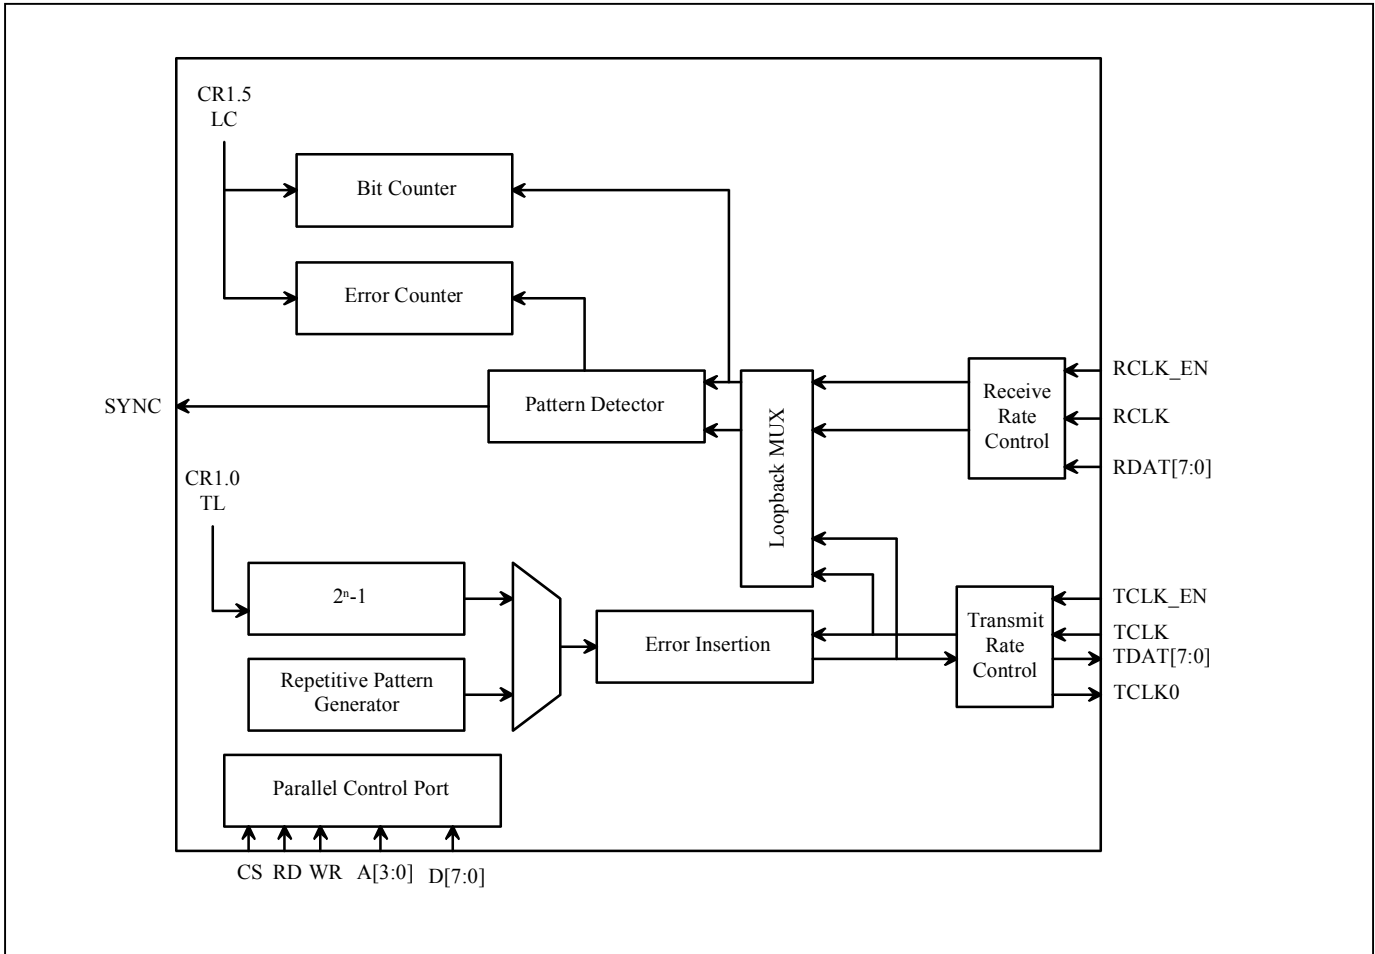 CR1.5
LC
Bit Counter
Error Counter
SYNC
Pattern Detector
Loopback MUX
Receive
Rate
Control
RCLK_EN
RCLK
RDAT[7:0]
CR1.0
TL
2ⁿ-1
Repetitive Pattern
Generator
Error Insertion
Transmit
Rate
Control
TCLK_EN
TCLK
TDAT[7:0]
TCLK0
Parallel Control Port
CS RD WR A[3:0] D[7:0]